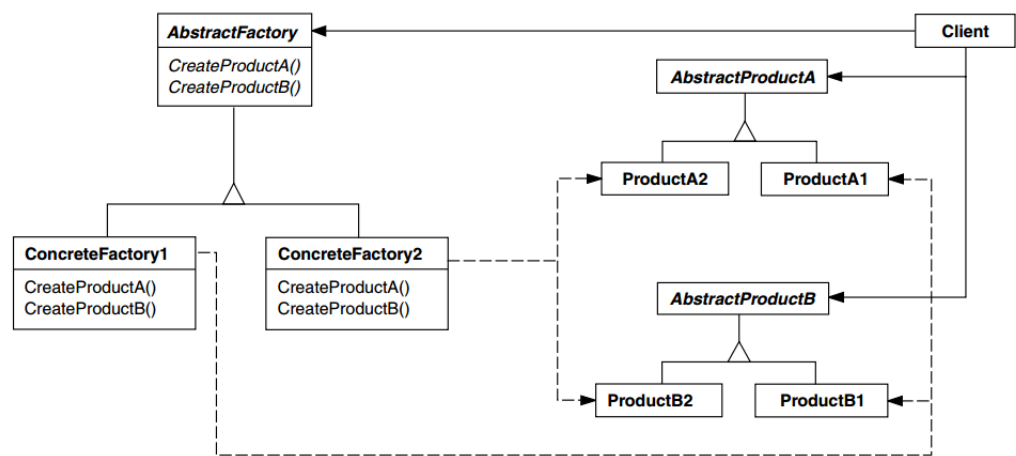 AbstractFactory
CreateProductA()
CreateProductB()
Client
AbstractProductA
ProductA2
ProductA1
ConcreteFactory1
CreateProductA()
CreateProductB()
ConcreteFactory2
CreateProductA()
CreateProductB()
AbstractProductB
ProductB2
ProductB1